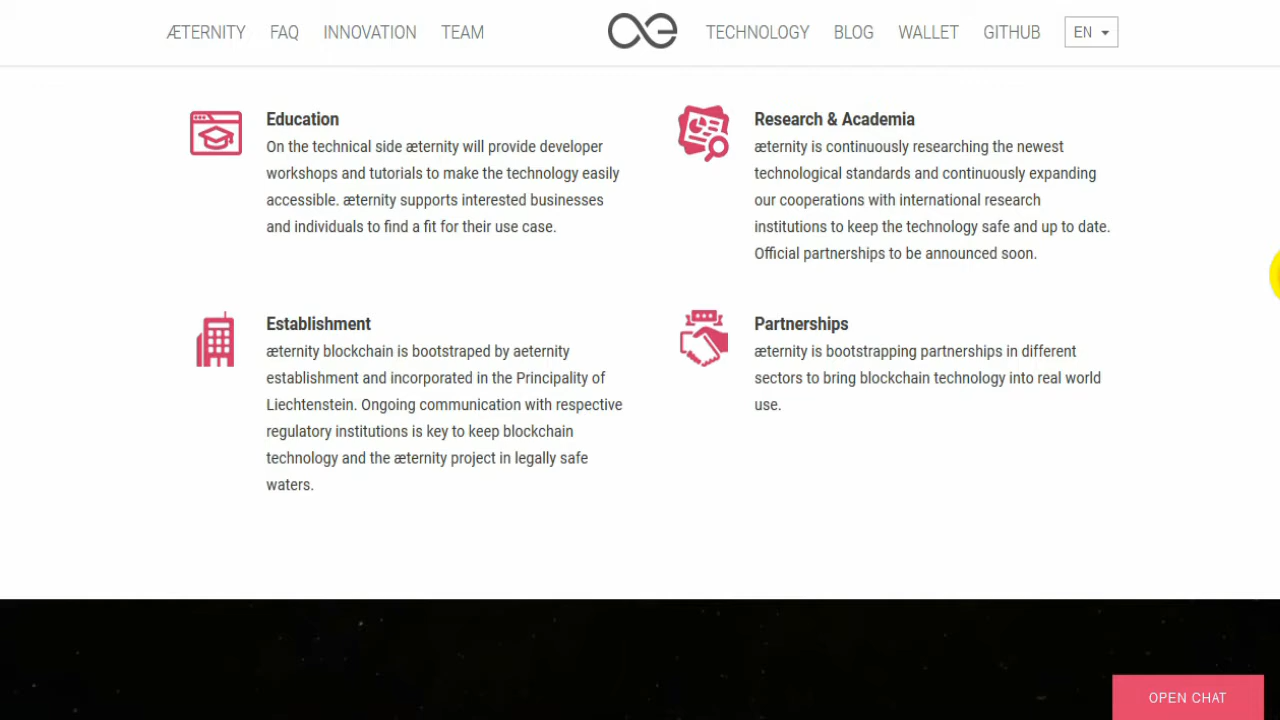 ÆTERNITY FAQ INNOVATION TEAM æ TECHNOLOGY BLOG WALLET GITHUB EN
Education
On the technical side æternity will provide developer
workshops and tutorials to make the technology easily
accessible. æternity supports interested businesses
and individuals to find a fit for their use case.
Research & Academia
æternity is continuously researching the newest
technological standards and continuously expanding
our cooperations with international research
institutions to keep the technology safe and up to date.
Official partnerships to be announced soon.
Establishment
æternity blockchain is bootstraped by aeternity
establishment and incorporated in the Principality of
Liechtenstein. Ongoing communication with respective
regulatory institutions is key to keep blockchain
technology and the æternity project in legally safe
waters.
Partnerships
æternity is bootstrapping partnerships in different
sectors to bring blockchain technology into real world
use.
OPEN CHAT